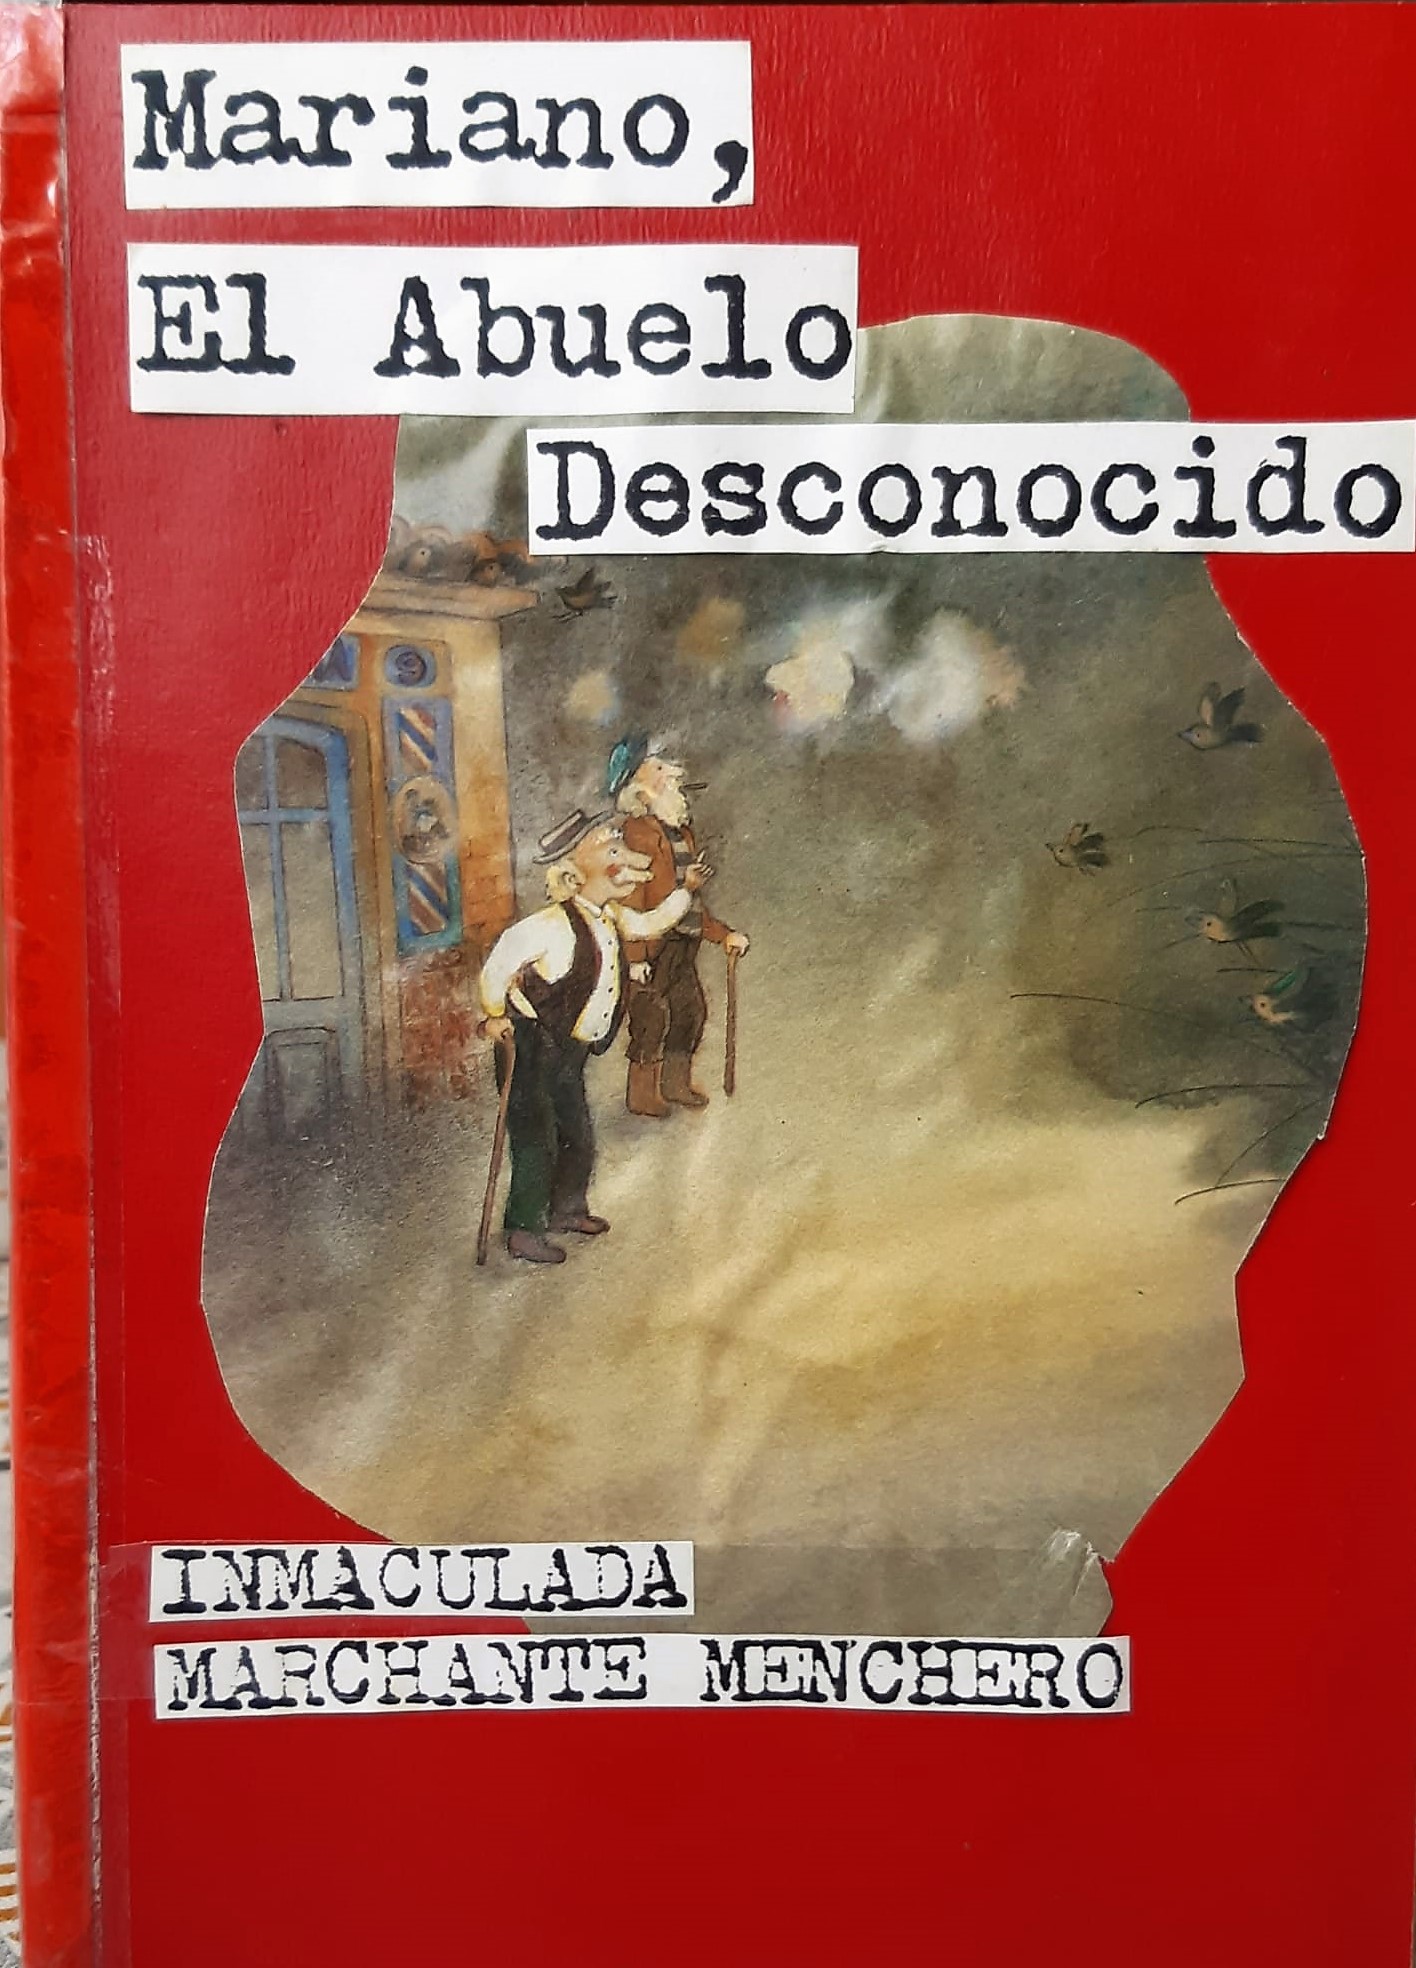 Mariano,
El Abuelo
Desconocido
INMACULADA
MARCHANTE MENCHERO